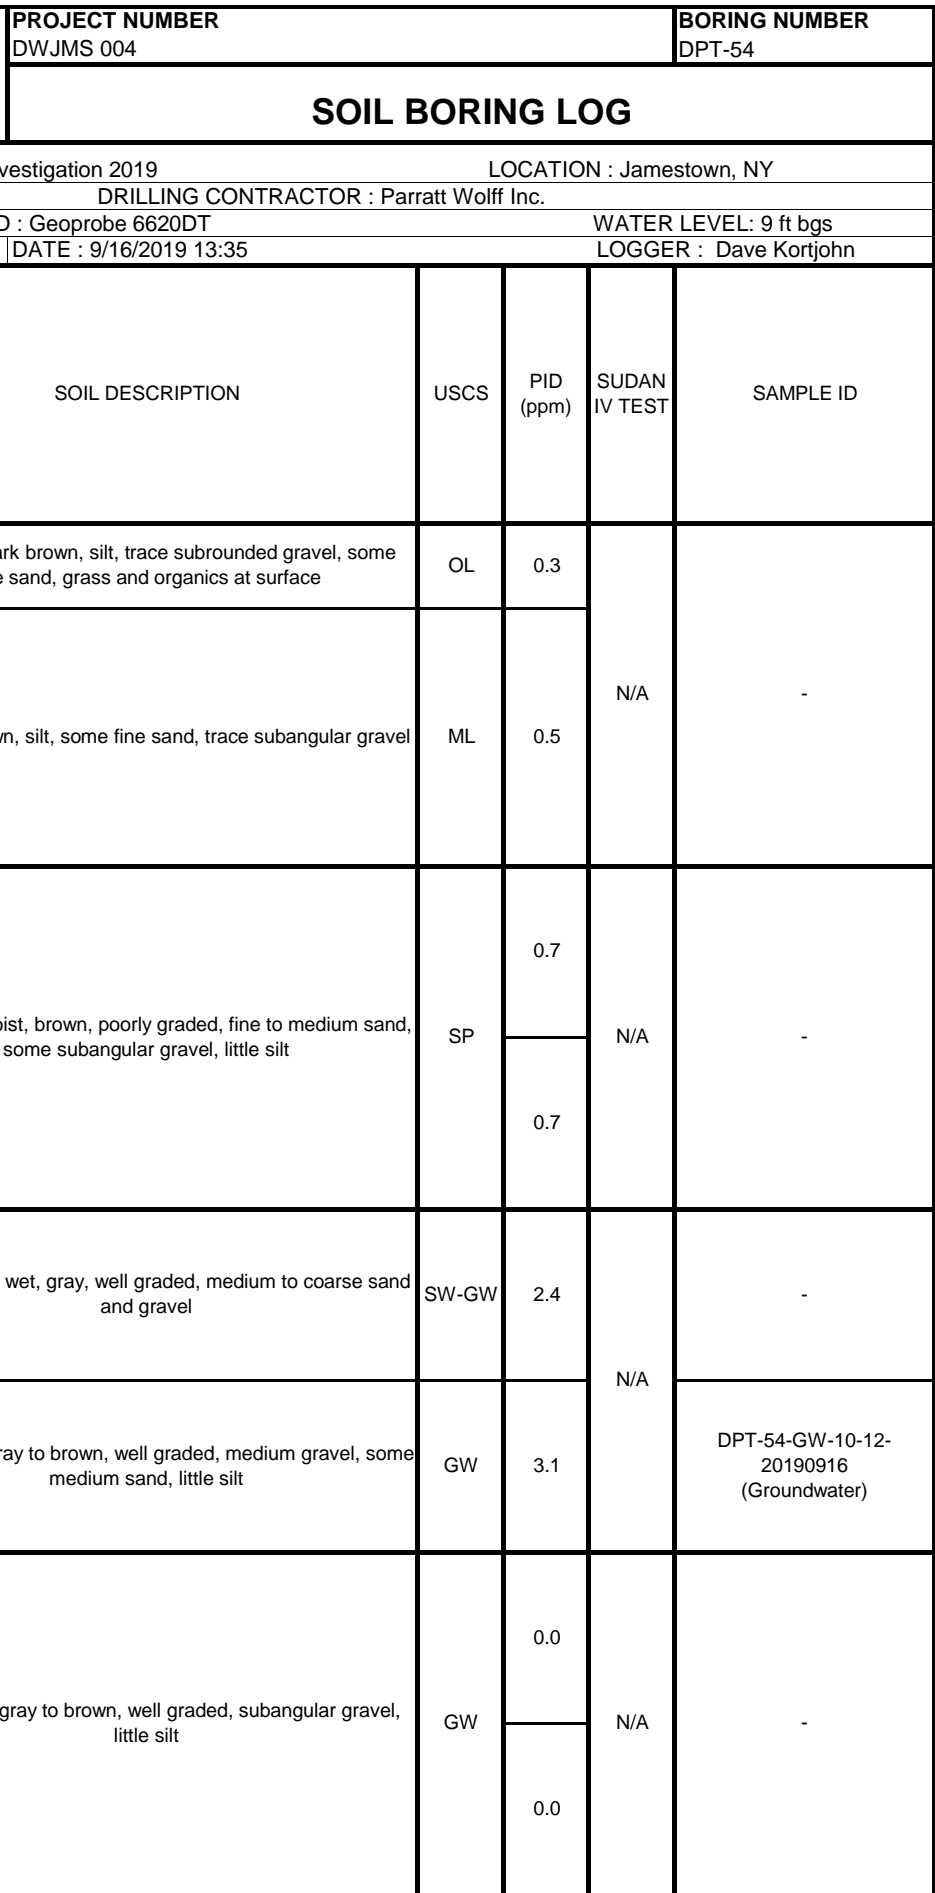 PROJECT NUMBER
BORING NUMBER
DWJMS 004
DPT-54
SOIL BORING LOG
vestigation 2019 LOCATION : Jamestown, NY
DRILLING CONTRACTOR : Parratt Wolff Inc.
D : Geoprobe 6620DT WATER LEVEL: 9 ft bgs
DATE : 9/16/2019 13:35 LOGGER : Dave Kortjohn
SOIL DESCRIPTION
USCS
PID
(ppm)
SUDAN
IV TEST
SAMPLE ID
ark brown, silt, trace subrounded gravel, some
e sand, grass and organics at surface
OL
0.3
N/A
-
wn, silt, some fine sand, trace subangular gravel
ML
0.5
oist, brown, poorly graded, fine to medium sand,
some subangular gravel, little silt
SP
0.7
0.7
N/A
-
wet, gray, well graded, medium to coarse sand
and gravel
SW-GW
2.4
N/A
-
ray to brown, well graded, medium gravel, some
medium sand, little silt
GW
3.1
DPT-54-GW-10-12-
20190916
(Groundwater)
gray to brown, well graded, subangular gravel,
little silt
GW
0.0
0.0
N/A
-